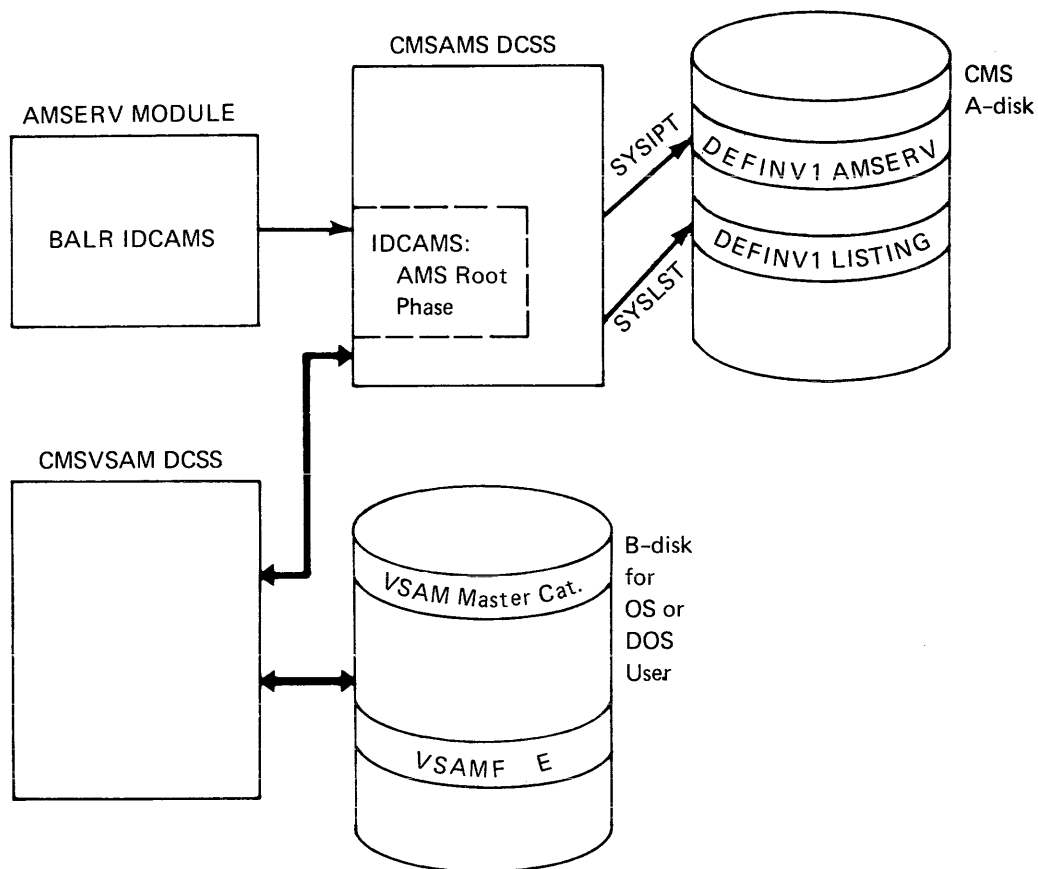 CMSAMS DCSS
CMS
A-disk
AMSERV MODULE
SYSIPT
DEFINV1 AMSERV
BALR IDCAMS
IDCAMS:
AMS Root
Phase
SYSLST
DEFINV1 LISTING
CMSVSAM DCSS
B-disk
for
OS or
DOS
User
VSAM Master Cat.
VSAMF E